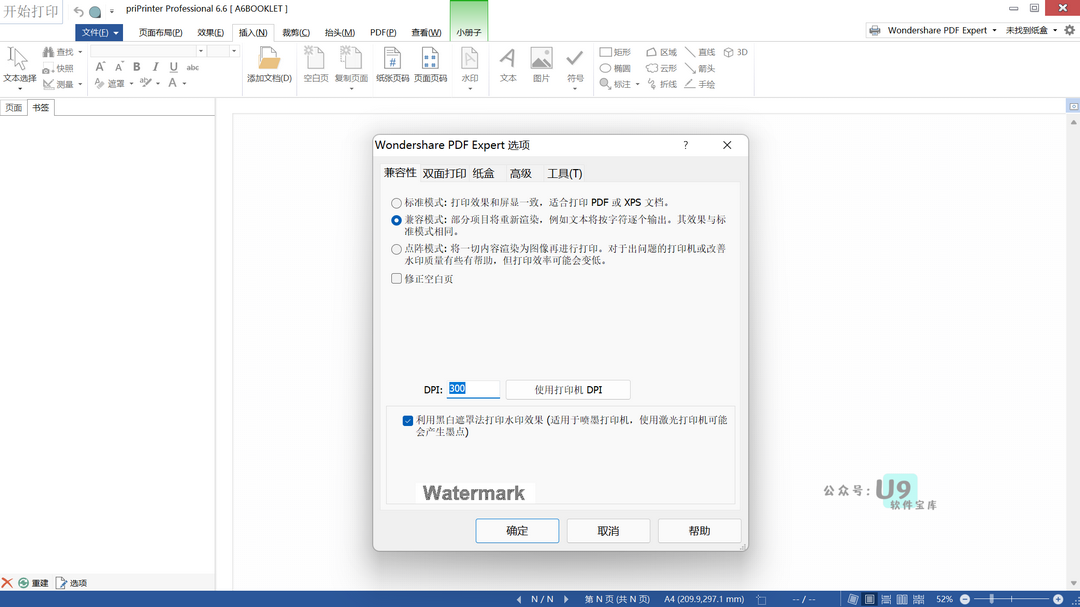 开始打印
priPrinter Professional 6.6 [ A6BOOKLET ]
文件(F) 页面布局(P) 效果(E) 插入(N) 裁剪(C) 抬头(M) PDF(P) 查看(W) 小册子
Wondershare PDF Expert 未找到纸盒
文本选择
查找
快照
测量
A A B I U abc
遮罩 ab A
添加文档(D)
空白页
复制页面
纸张页码
页面页码
水印
文本
图片
符号
矩形 区域 直线 3D
椭圆 云形 箭头
标注 折线 手绘
页面 书签
Wondershare PDF Expert 选项 ?
兼容性 双面打印 纸盒 高级 工具(T)
标准模式: 打印效果和屏显一致，适合打印 PDF 或 XPS 文档。
兼容模式: 部分项目将重新渲染，例如文本将按字符逐个输出。其效果与标
准模式相同。
点阵模式: 将一切内容渲染为图像再进行打印。对于出问题的打印机或改善
水印质量有些有帮助，但打印效率可能会变低。
修正空白页
DPI: 300 使用打印机 DPI
利用黑白遮罩法打印水印效果 (适用于喷墨打印机，使用激光打印机可能
会产生墨点)
Watermark
确定 取消 帮助
公众号: U9
软件宝库
重建 选项
N / N 第 N 页 (共 N 页) A4 (209.9,297.1 mm) -- / -- 52%